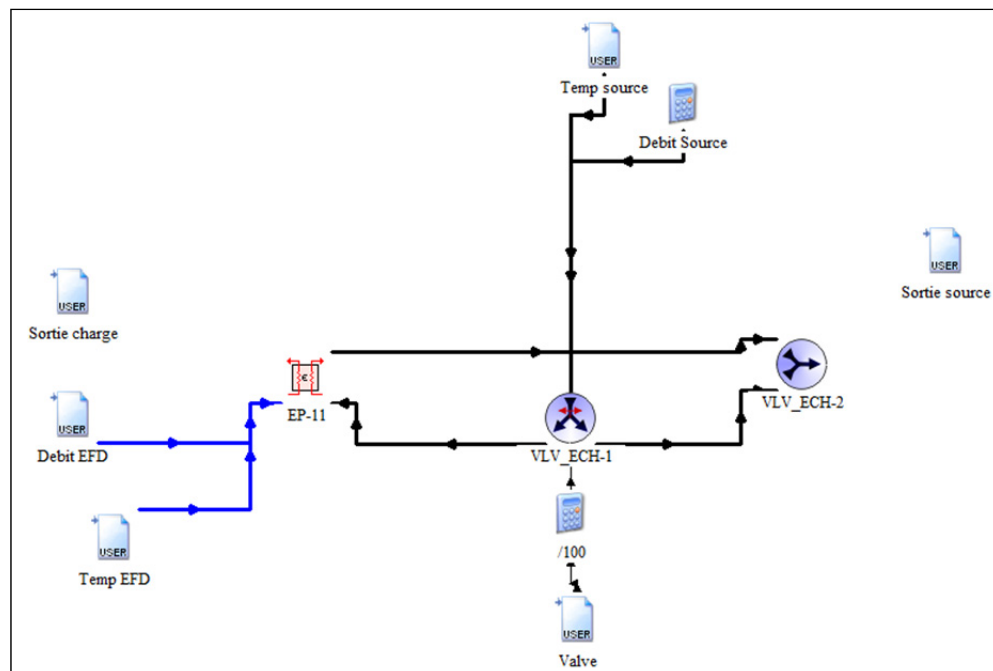 USER
Temp source
Debit Source
USER
Sortie source
USER
Sortie charge
EP-11
VLV_ECH-2
USER
Debit EFD
VLV_ECH-1
/100
USER
Temp EFD
USER
Valve